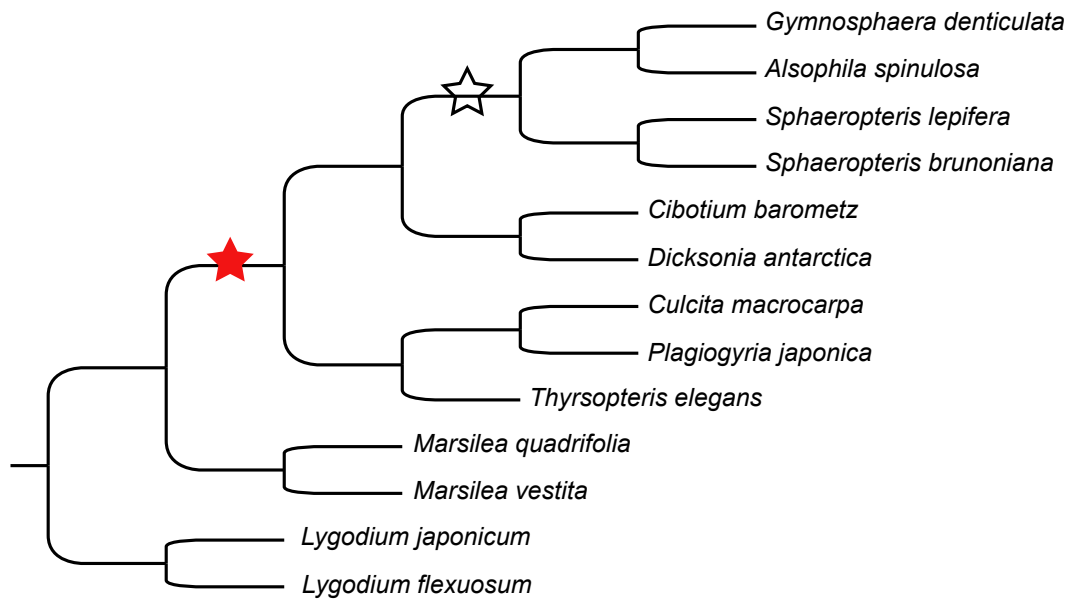 Gymnosphaera denticulata
Alsophila spinulosa
Sphaeropteris lepifera
Sphaeropteris brunoniana
Cibotium barometz
Dicksonia antarctica
Culcita macrocarpa
Plagiogyria japonica
Thyrsopteris elegans
Marsilea quadrifolia
Marsilea vestita
Lygodium japonicum
Lygodium flexuosum